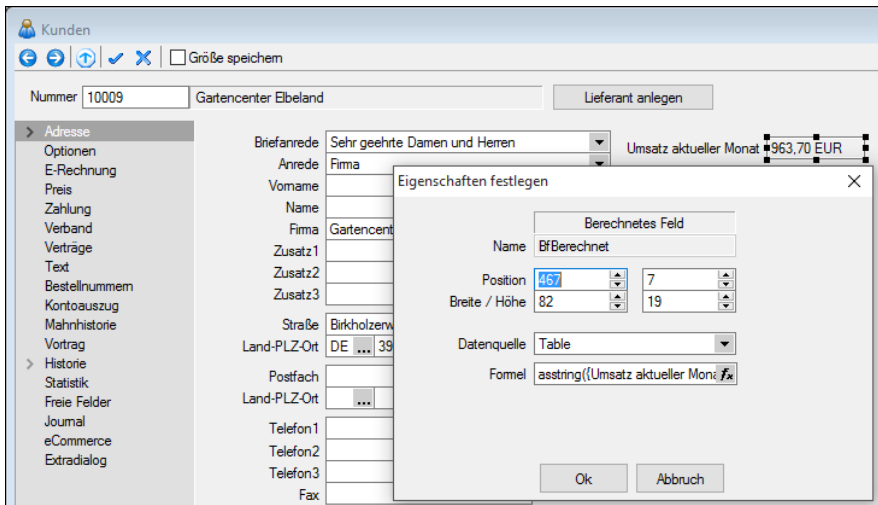 Kunden
Größe speichern
Nummer 10009 Gartencenter Elbeland Lieferant anlegen
Adresse
Optionen
E-Rechnung
Preis
Zahlung
Verband
Verträge
Text
Bestellnummern
Kontoauszug
Mahnhistorie
Vortrag
Historie
Statistik
Freie Felder
Journal
eCommerce
Extradialog
Briefanrede Sehr geehrte Damen und Herren
Anrede Firma
Vorname
Name
Firma Gartencent
Zusatz1
Zusatz2
Zusatz3
Straße Birkholzerw
Land-PLZ-Ort DE ... 39
Postfach
Land-PLZ-Ort ...
Telefon1
Telefon2
Telefon3
Fax
Umsatz aktueller Monat 963,70 EUR
Eigenschaften festlegen
Berechnetes Feld
Name BfBerechnet
Position 467 7
Breite / Höhe 82 19
Datenquelle Table
Formel asstring({Umsatz aktueller Mona fx
Ok Abbruch